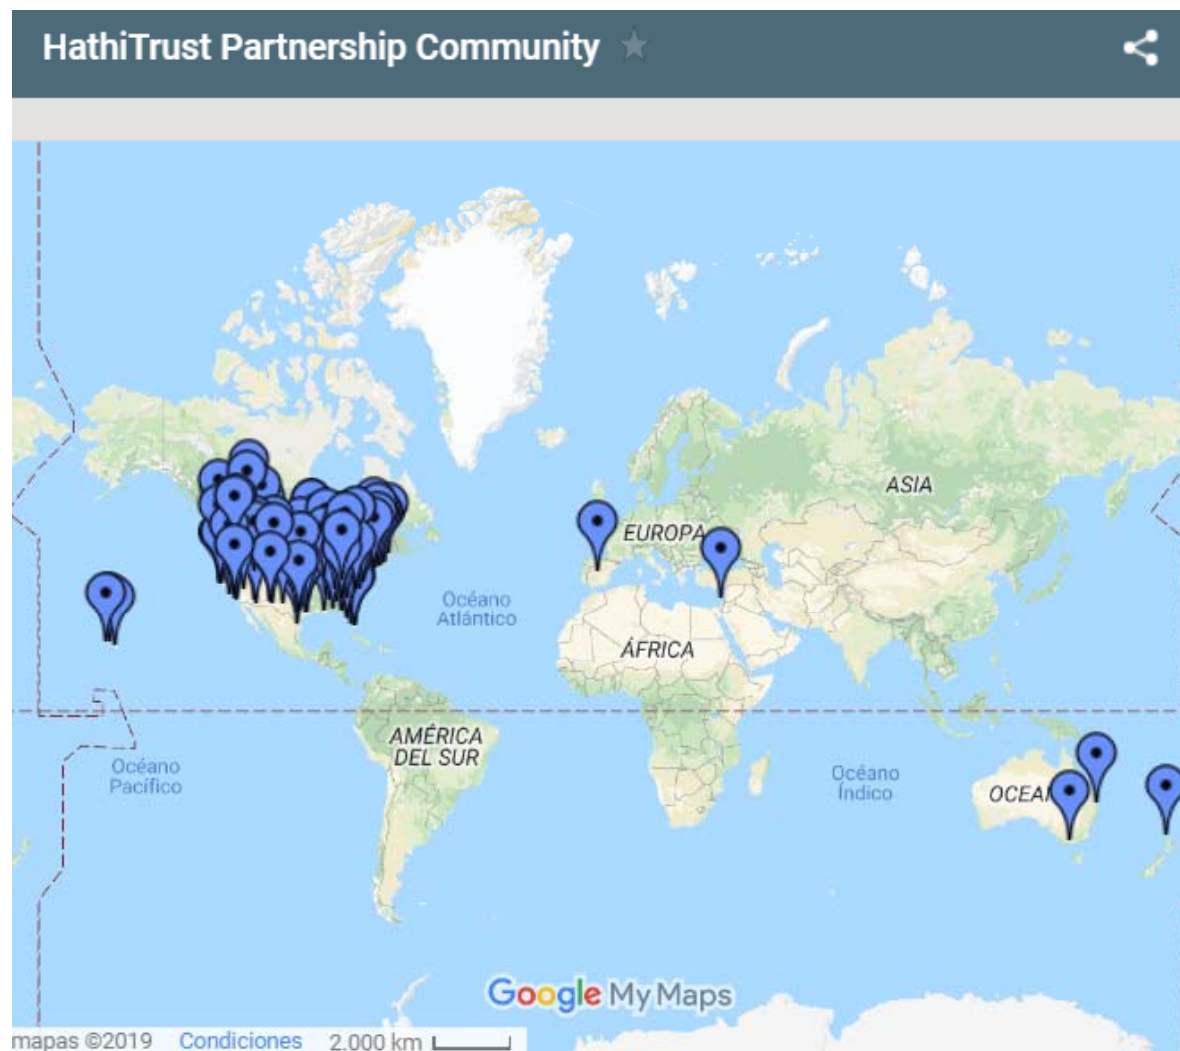 HathiTrust Partnership Community
ASIA
EUROPA
Océano
Atlántico
ÁFRICA
AMÉRICA
DEL SUR
Océano
Pacífico
Océano
Índico
OCEA
Google My Maps
mapas ©2019 Condiciones 2.000 km